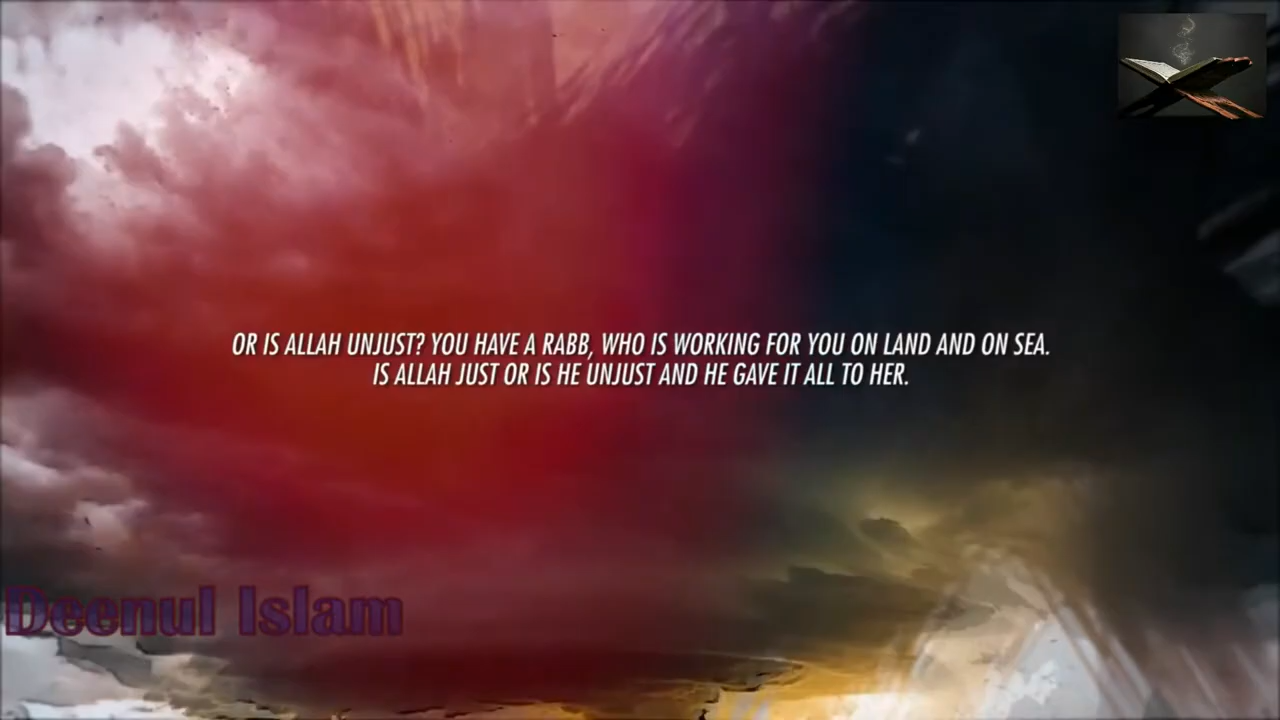 OR IS ALLAH UNJUST? YOU HAVE A RABB, WHO IS WORKING FOR YOU ON LAND AND ON SEA.
IS ALLAH JUST OR IS HE UNJUST AND HE GAVE IT ALL TO HER.
Deenul Islam